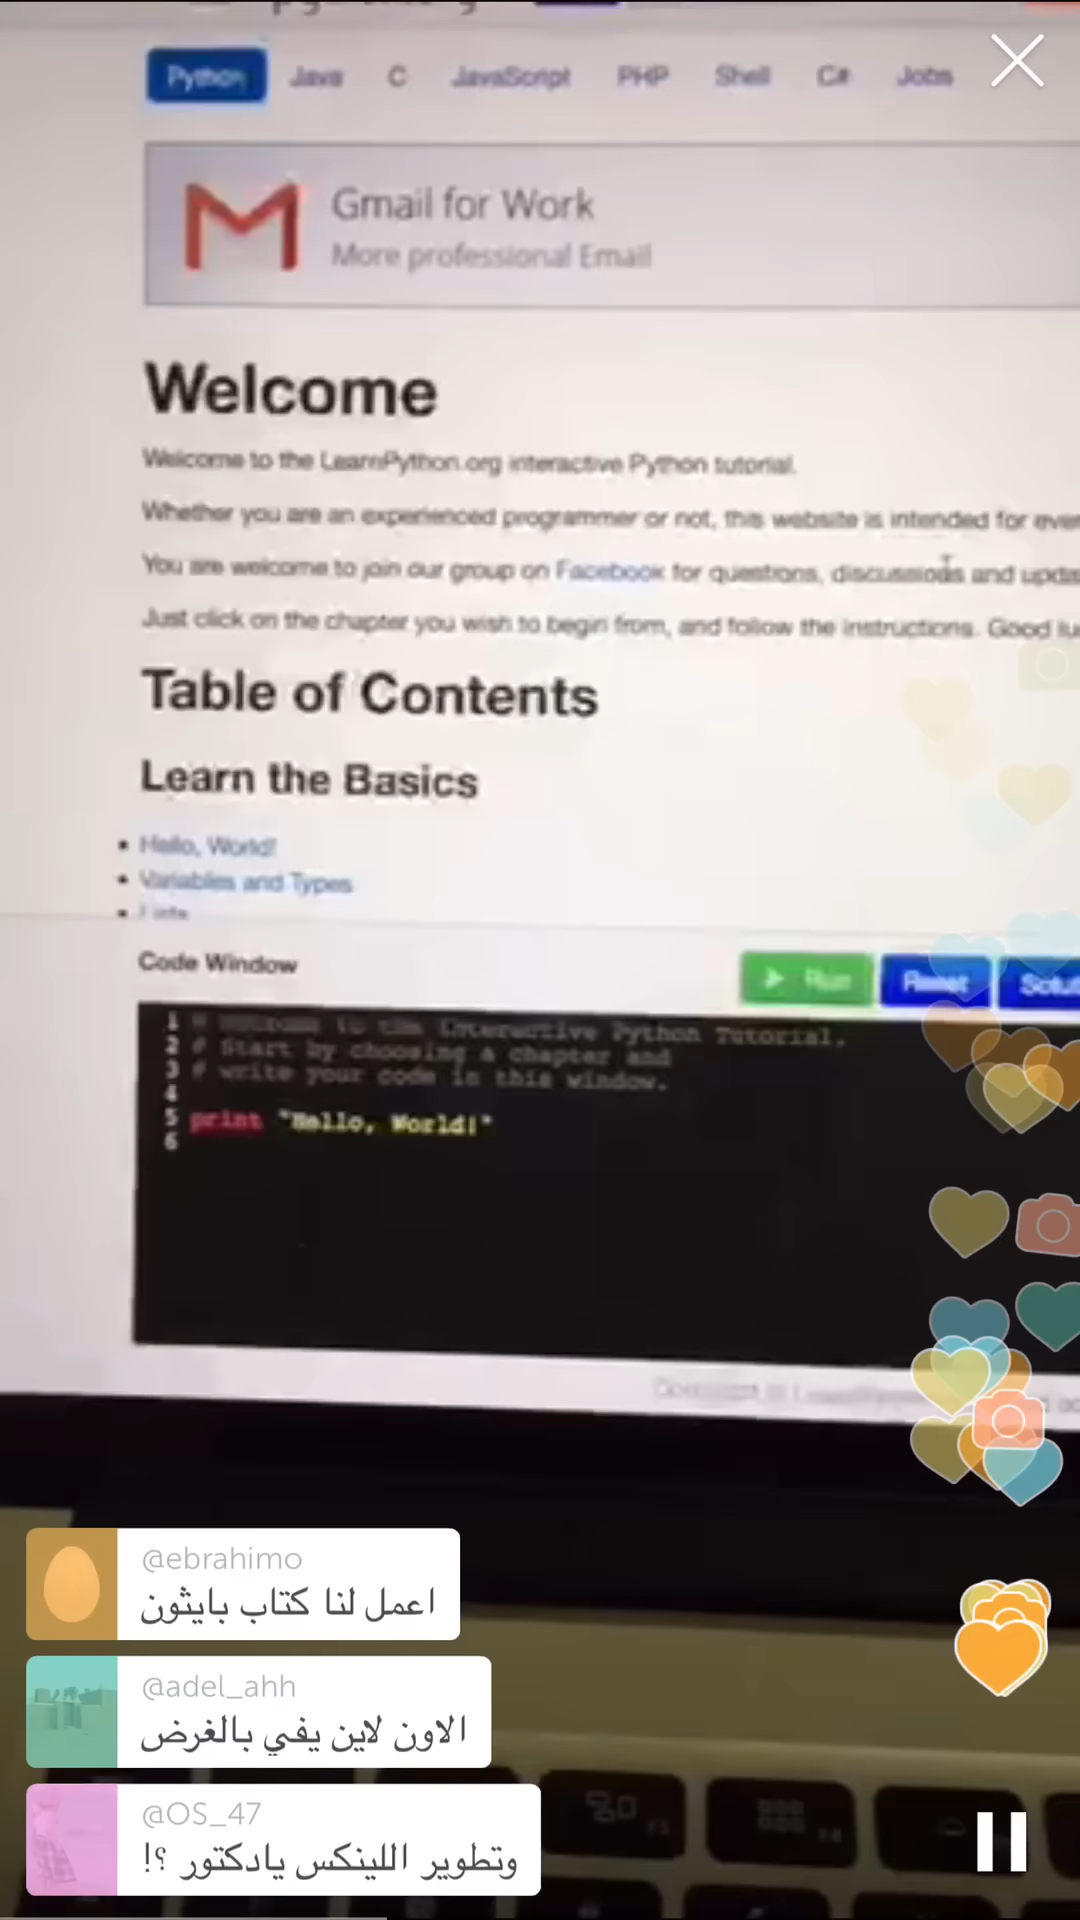 Python Java C JavaScript PHP Shell C# Jobs
Gmail for Work
More professional Email
Welcome
Welcome to the LearnPython.org interactive Python tutorial.
Whether you are an experienced programmer or not, this website is intended for
You are welcome to join our group on Facebook for questions, discussions and
Just click on the chapter you wish to begin from, and follow the instructions. Good
Table of Contents
Learn the Basics
• Hello, World!
• Variables and Types
• Lists
Code Window
Run Reset
1 # Welcome to the Interactive Python Tutorial.
2 # Start by choosing a chapter and
3 # write your code in this window.
4
5 print "Hello, World!"
6
@ebrahimo
اعمل لنا كتاب بايثون
@adel_ahh
الاون لاين يفي بالغرض
@OS_47
وتطوير اللينكس يادكتور ؟!